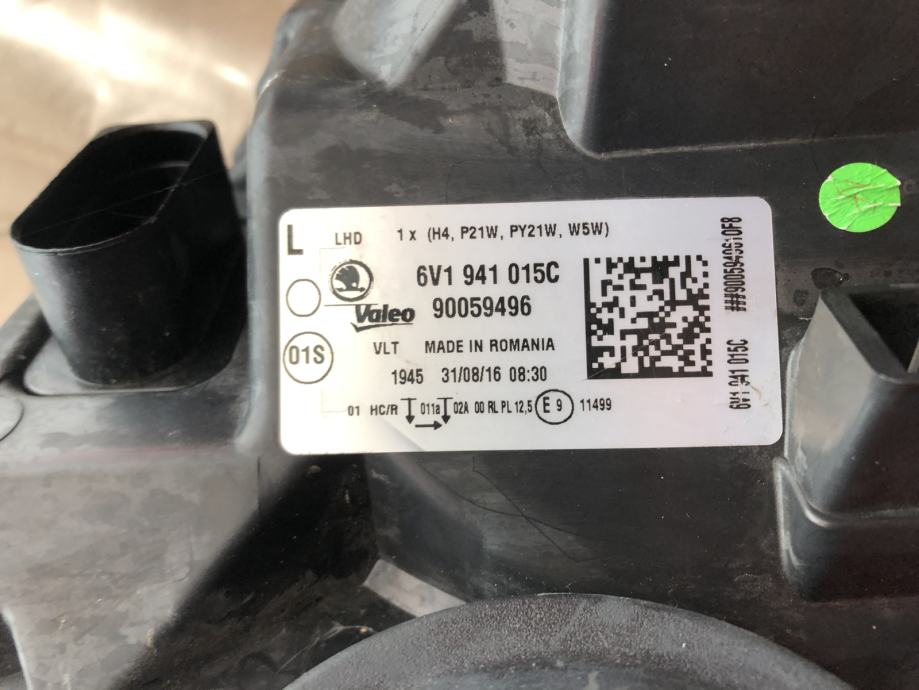 L LHD 1 x (H4, P21W, PY21W, W5W)
6V1 941 015C
Valeo 90059496
01S VLT MADE IN ROMANIA
1945 31/08/16 08:30
01 HC/R 011a 02A 00 RL PL 12,5 E 9 11499
6V1 941 015C ###9005949610F8